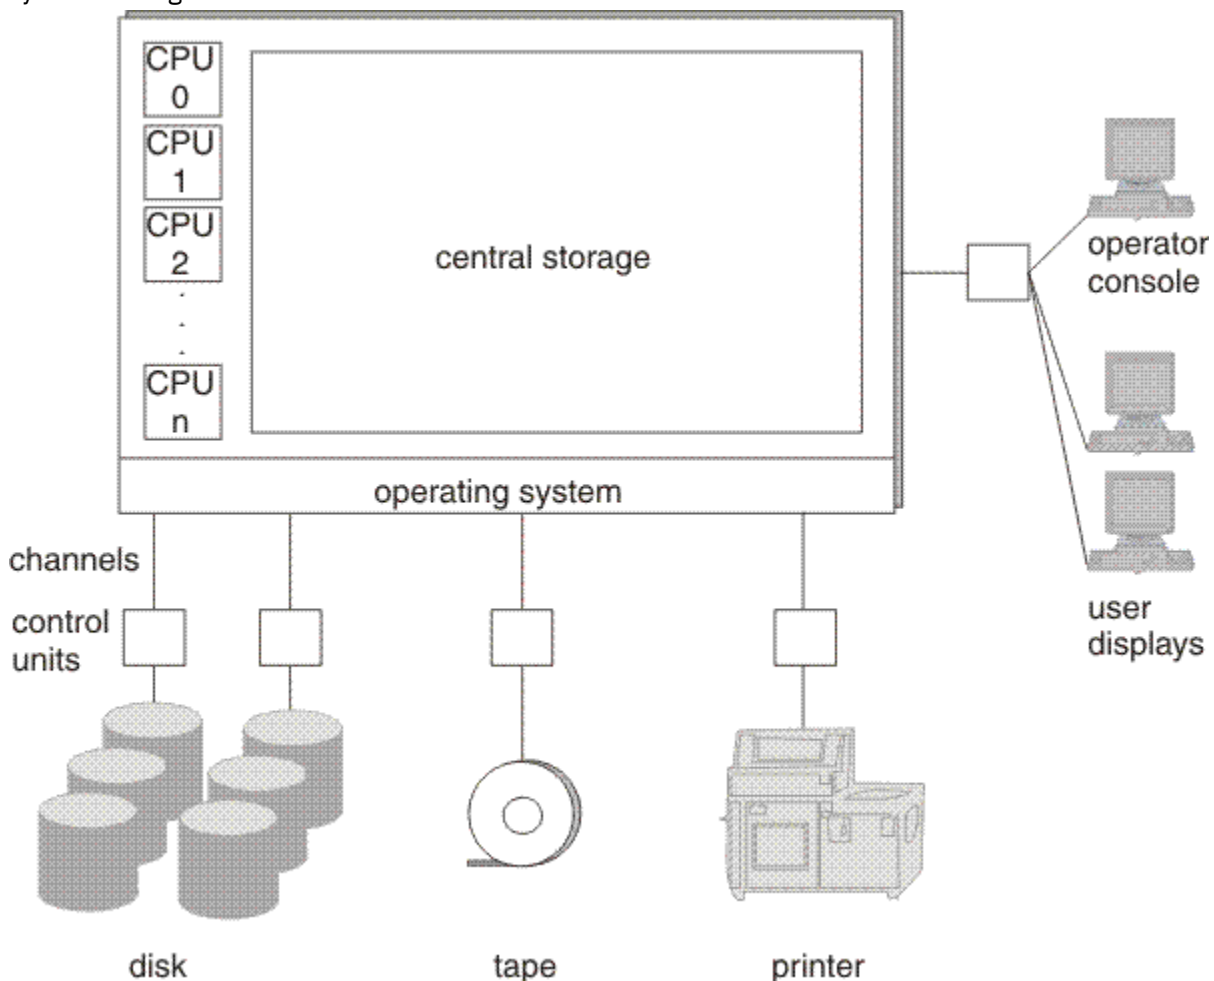 CPU
0
CPU
1
CPU
2
.
.
.
CPU
n
central storage
operating system
operator
console
user
displays
channels
control
units
disk
tape
printer